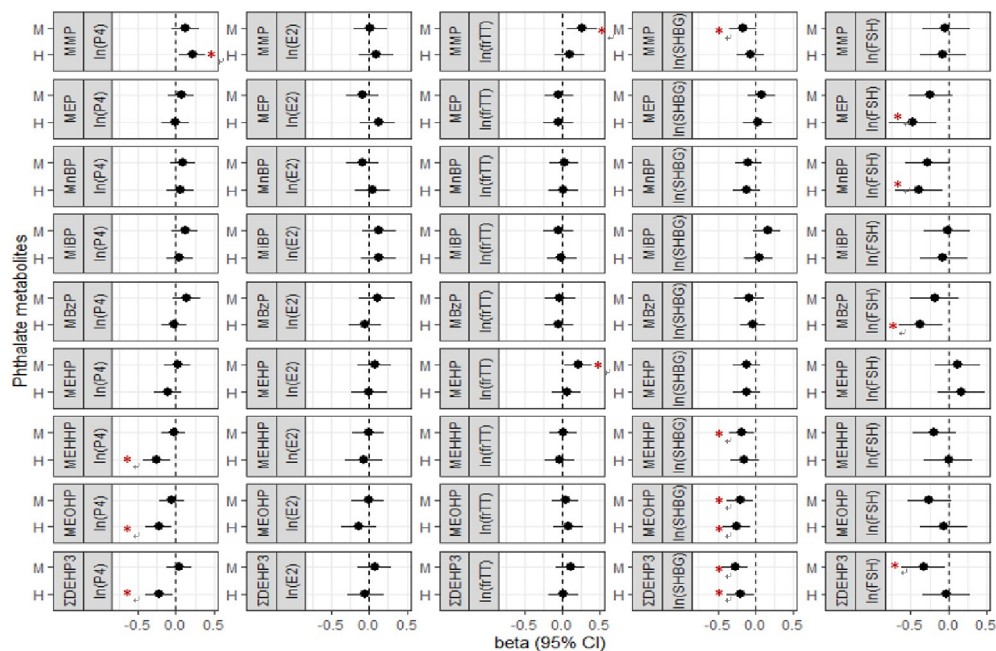 Phthalate metabolites
M MMP ln(P4) * M MMP ln(E2) M MMP ln(frTT) * M MMP ln(SHBG) * M MMP ln(FSH)
H H H H H
M MEP ln(P4) M MEP ln(E2) M MEP ln(frTT) M MEP ln(SHBG) M MEP ln(FSH) *
H H H H H
M MnBP ln(P4) M MnBP ln(E2) M MnBP ln(frTT) M MnBP ln(SHBG) M MnBP ln(FSH) *
H H H H H
M MiBP ln(P4) M MiBP ln(E2) M MiBP ln(frTT) M MiBP ln(SHBG) M MiBP ln(FSH)
H H H H H
M MBzP ln(P4) M MBzP ln(E2) M MBzP ln(frTT) M MBzP ln(SHBG) M MBzP ln(FSH) *
H H H H H
M MEHP ln(P4) M MEHP ln(E2) M MEHP ln(frTT) * M MEHP ln(SHBG) M MEHP ln(FSH)
H H H H H
M MEHHP ln(P4) * M MEHHP ln(E2) M MEHHP ln(frTT) M MEHHP ln(SHBG) * M MEHHP ln(FSH)
H H H H H
M MEOHP ln(P4) * M MEOHP ln(E2) M MEOHP ln(frTT) M MEOHP ln(SHBG) * * M MEOHP ln(FSH)
H H H H H
M ΣDEHP3 ln(P4) * M ΣDEHP3 ln(E2) M ΣDEHP3 ln(frTT) M ΣDEHP3 ln(SHBG) * * M ΣDEHP3 ln(FSH) *
H H H H H
-0.5 0.0 0.5 -0.5 0.0 0.5 -0.5 0.0 0.5 -0.5 0.0 0.5 -0.5 0.0 0.5
beta (95% CI)